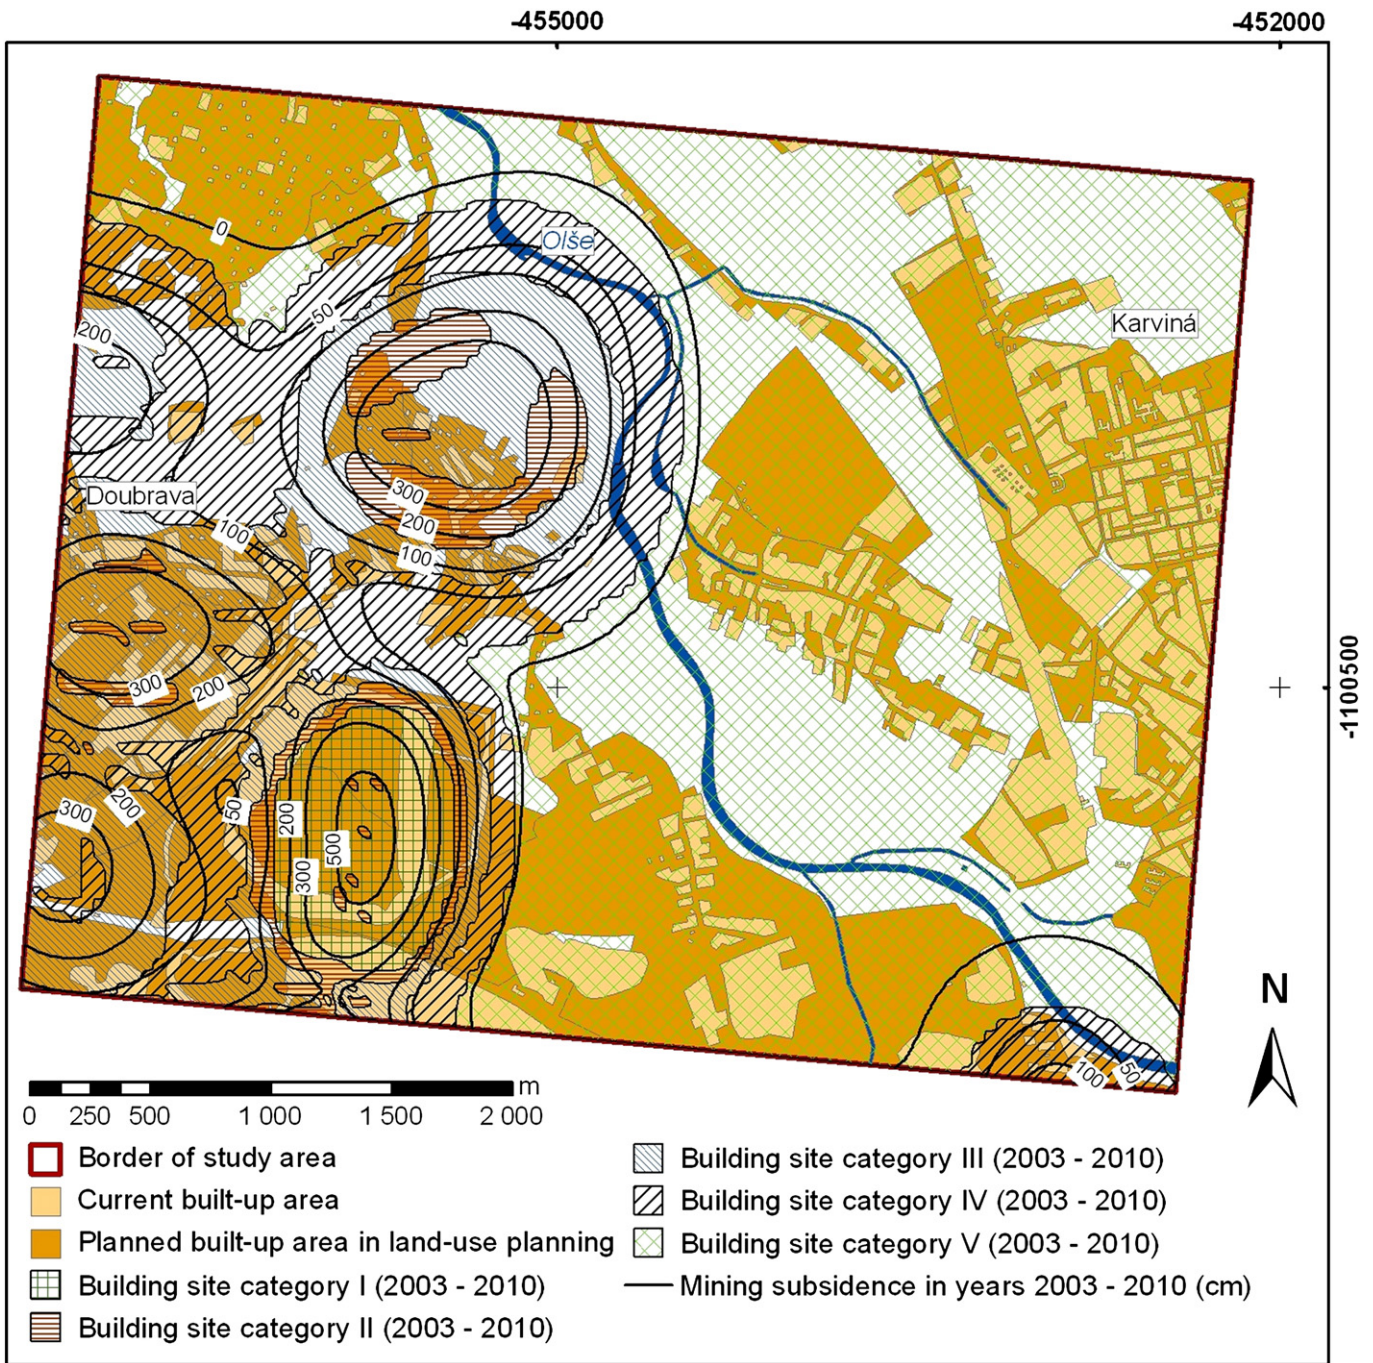 -455000
-452000
0
Olše
50
200
Karviná
Doubrava
300
200
100
100
300
200
-1100500
300
200
50
200
500
300
N
100
50
m
0 250 500 1 000 1 500 2 000
Border of study area
Current built-up area
Planned built-up area in land-use planning
Building site category I (2003 - 2010)
Building site category II (2003 - 2010)
Building site category III (2003 - 2010)
Building site category IV (2003 - 2010)
Building site category V (2003 - 2010)
Mining subsidence in years 2003 - 2010 (cm)